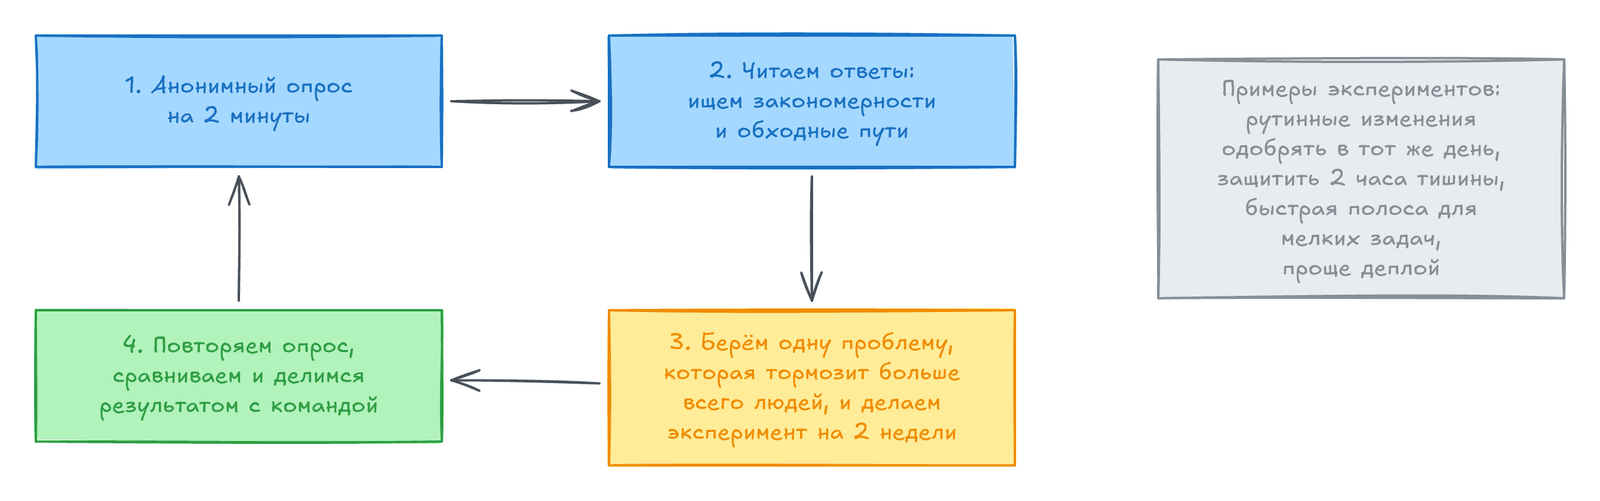 1. Анонимный опрос
на 2 минуты
2. Читаем ответы:
ищем закономерности
и обходные пути
3. Берём одну проблему,
которая тормозит больше
всего людей, и делаем
эксперимент на 2 недели
4. Повторяем опрос,
сравниваем и делимся
результатом с командой
Примеры экспериментов:
рутинные изменения
одобрять в тот же день,
защитить 2 часа тишины,
быстрая полоса для
мелких задач,
проще деплой